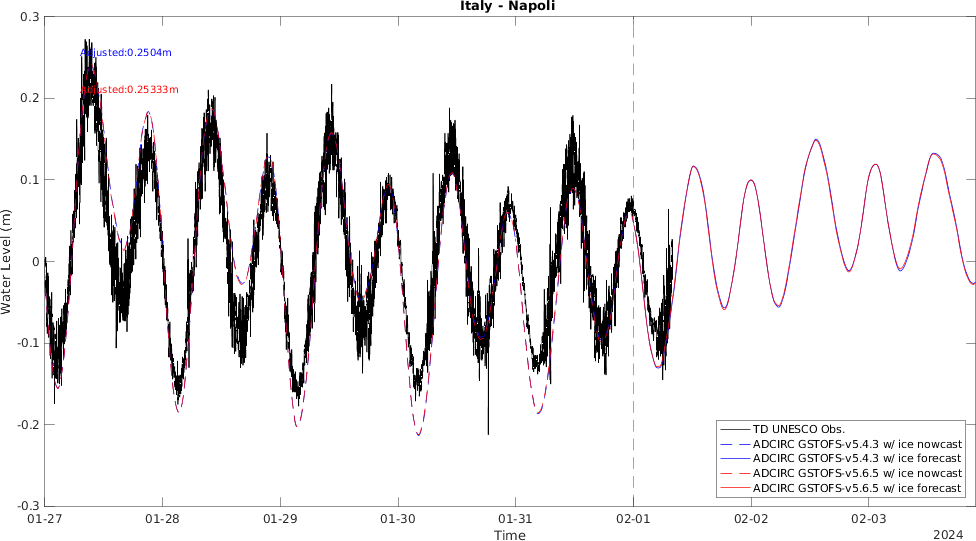 Italy - Napoli
0.3
Adjusted:0.2504m
0.2
Adjusted:0.25333m
0.1
0
-0.1
-0.2
-0.3
Water Level (m)
TD UNESCO Obs.
ADCIRC GSTOFS-v5.4.3 w/ ice nowcast
ADCIRC GSTOFS-v5.4.3 w/ ice forecast
ADCIRC GSTOFS-v5.6.5 w/ ice nowcast
ADCIRC GSTOFS-v5.6.5 w/ ice forecast
01-27 01-28 01-29 01-30 01-31 02-01 02-02 02-03
Time
2024